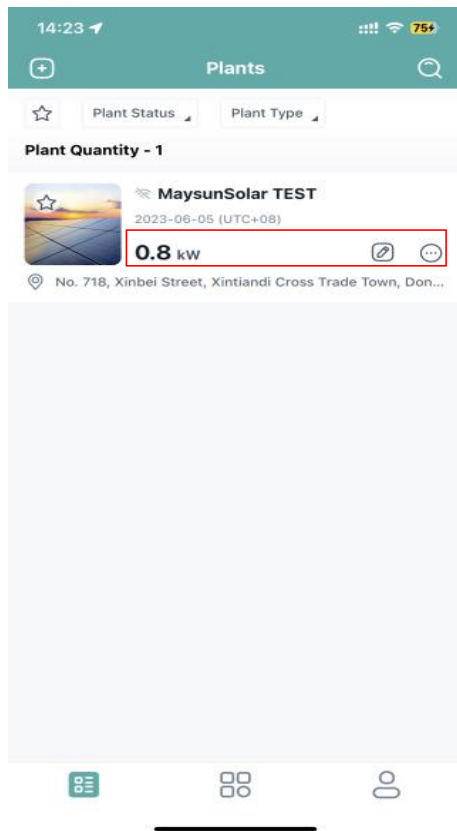 14:23
75
Plants
Plant Status
Plant Type
Plant Quantity - 1
MaysunSolar TEST
2023-06-05 (UTC+08)
0.8 kW
No. 718, Xinbei Street, Xintiandi Cross Trade Town, Don...